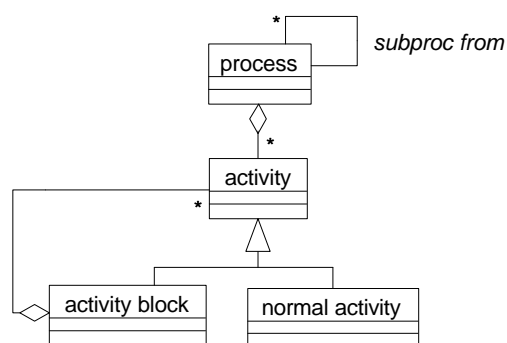 *
subproc from
process
*
activity
*
activity block
normal activity